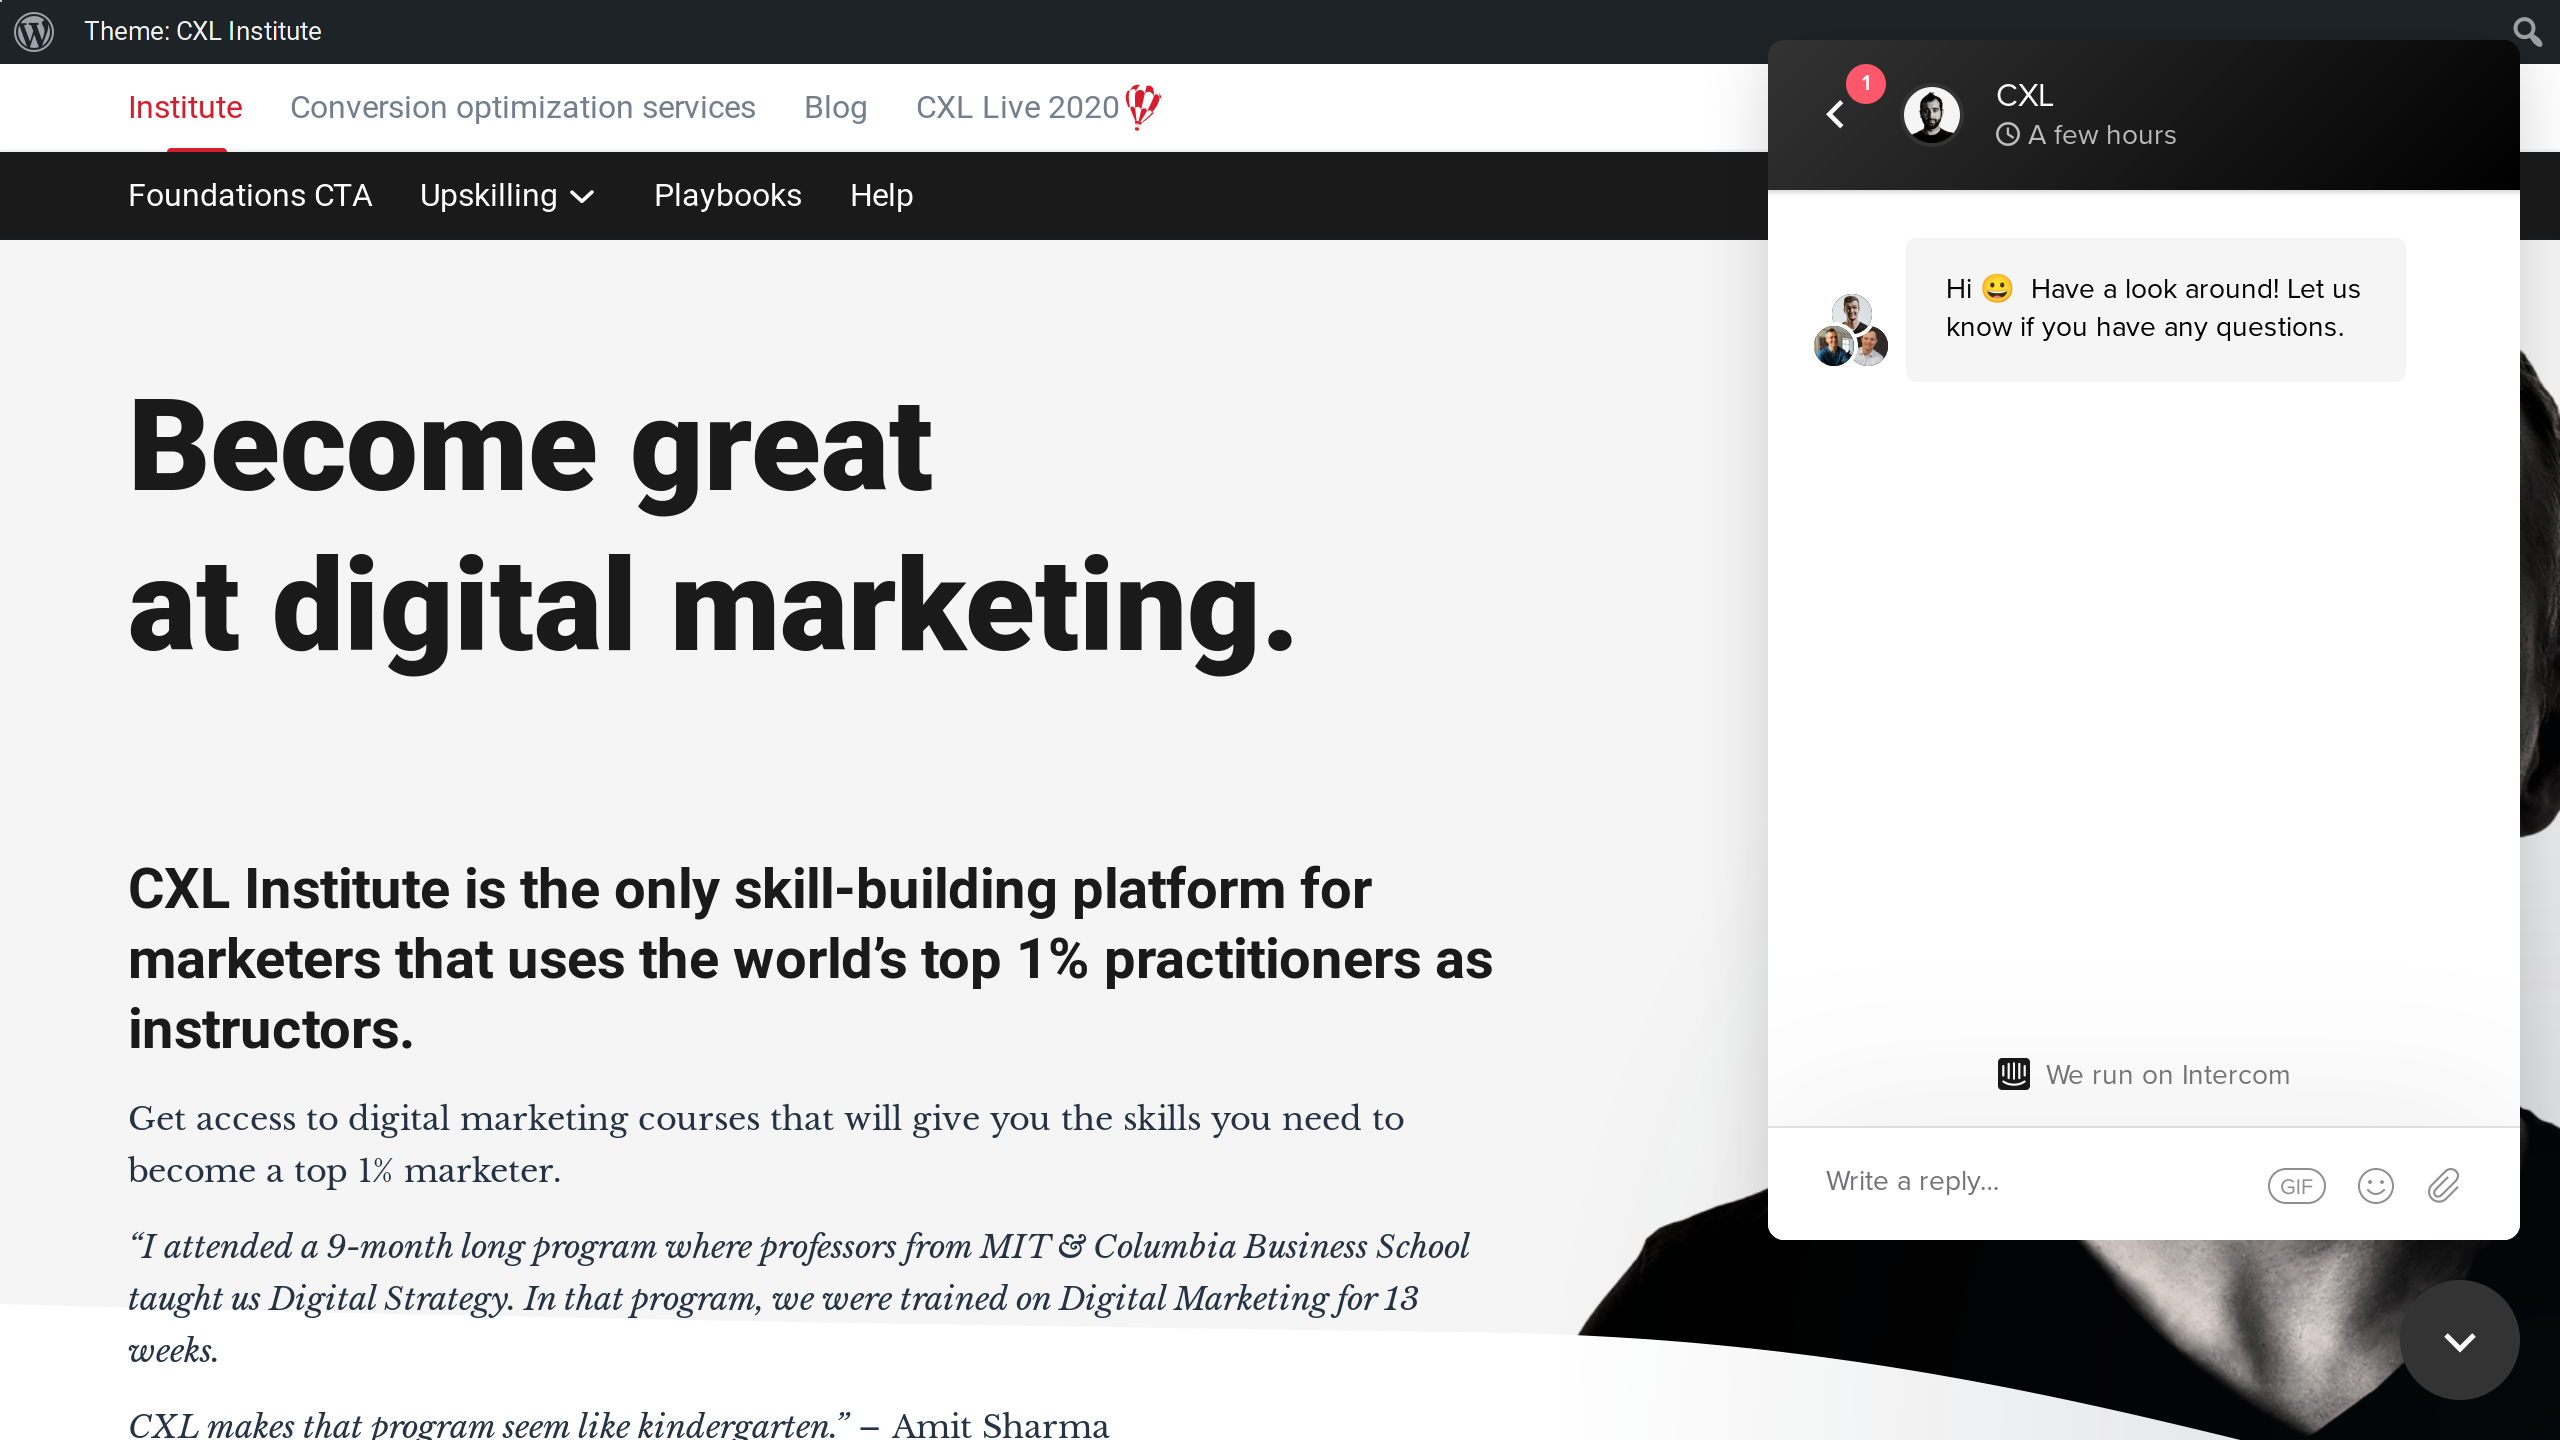 Theme: CXL Institute
Institute
Conversion optimization services
Blog
CXL Live 2020
Foundations CTA
Upskilling
Playbooks
Help
Become great
at digital marketing.
CXL Institute is the only skill-building platform for
marketers that uses the world’s top 1% practitioners as
instructors.
Get access to digital marketing courses that will give you the skills you need to
become a top 1% marketer.
“I attended a 9-month long program where professors from MIT & Columbia Business School
taught us Digital Strategy. In that program, we were trained on Digital Marketing for 13
weeks.
CXL makes that program seem like kindergarten.” – Amit Sharma
1
CXL
A few hours
Hi 😀 Have a look around! Let us
know if you have any questions.
We run on Intercom
Write a reply...
GIF